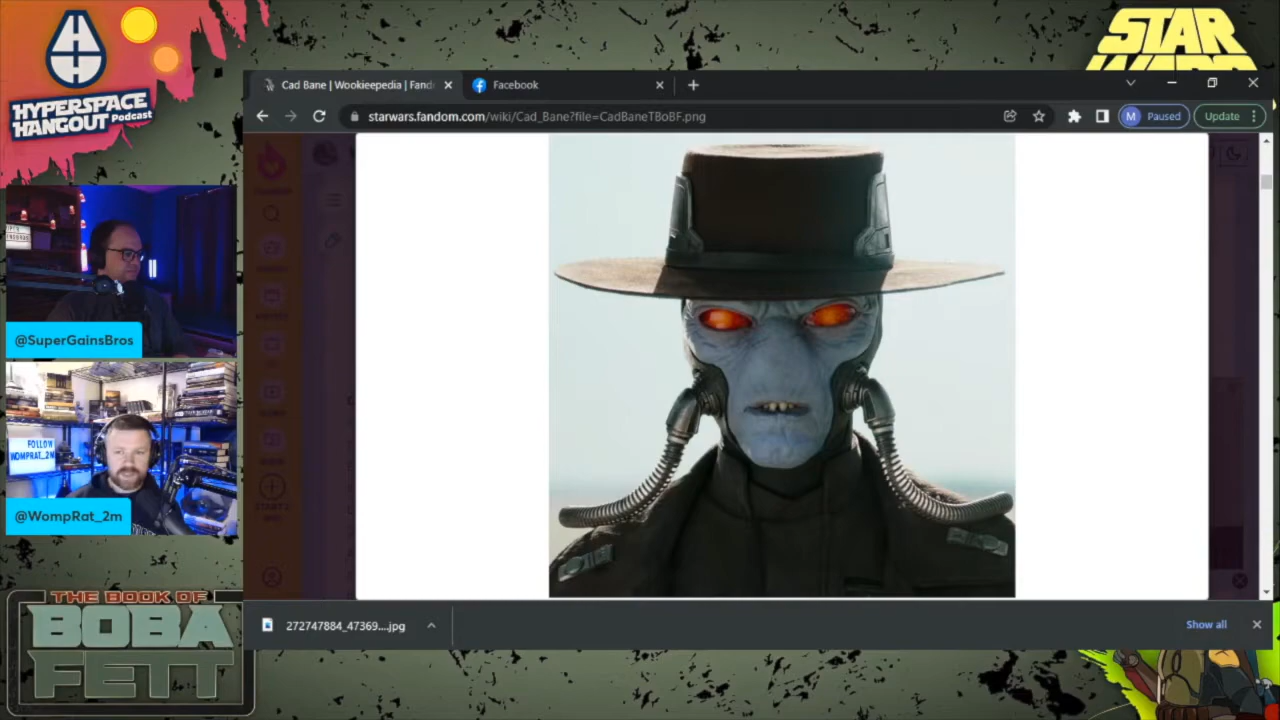 HYPERSPACE
HANGOUT Podcast
STAR
WARS
Cad Bane | Wookieepedia | Fand
Facebook
starwars.fandom.com/wiki/Cad_Bane?file=CadBaneTBoBF.png
M Paused
Update
@SuperGainsBros
FOLLOW
WOMPRAT_2M
@WompRat_2m
THE BOOK OF
BOBA
FETT
272747884_47369....jpg
Show all